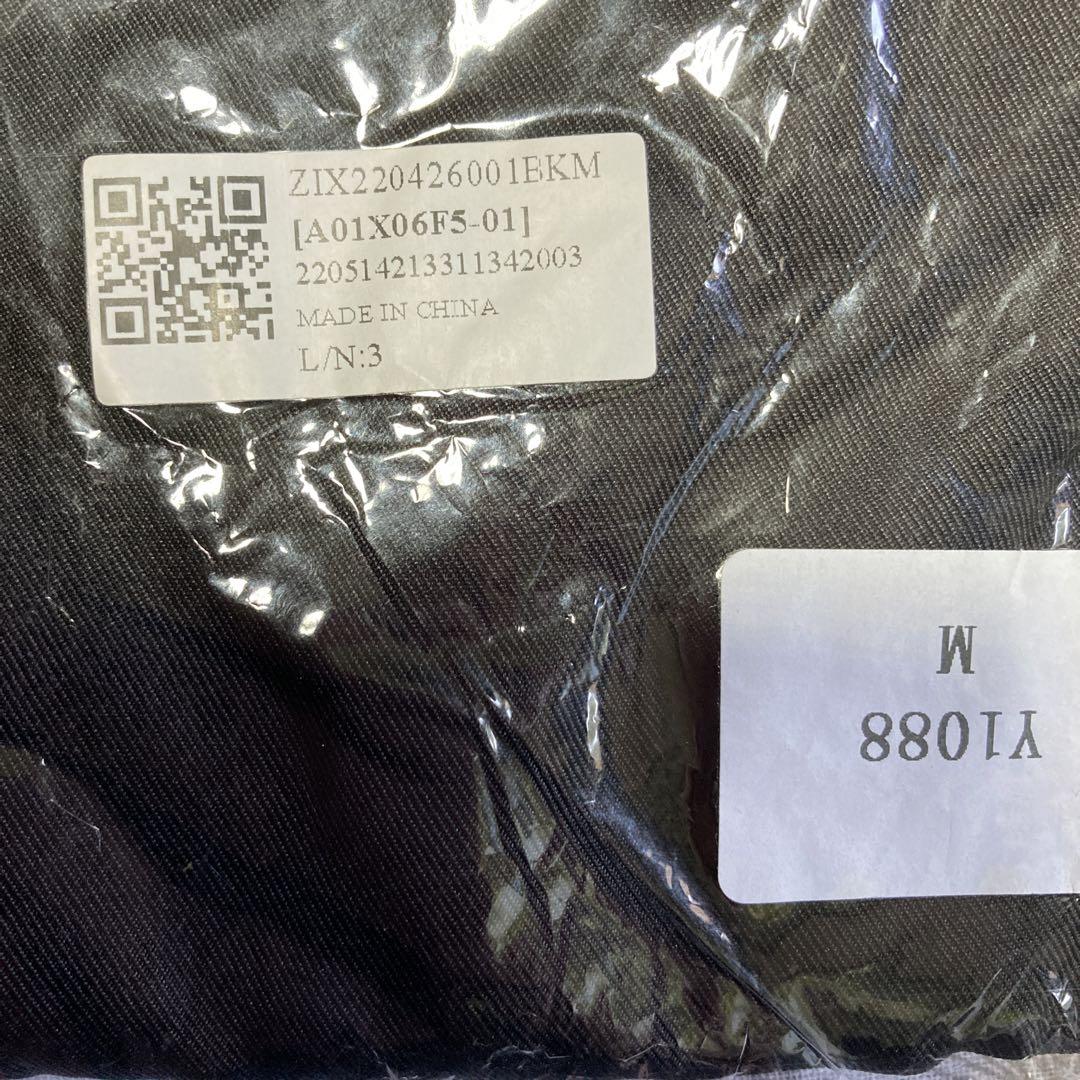 ZIX220426001BKM
[A01X06F5-01]
220514213311342003
MADE IN CHINA
L/N:3
Y1088
M